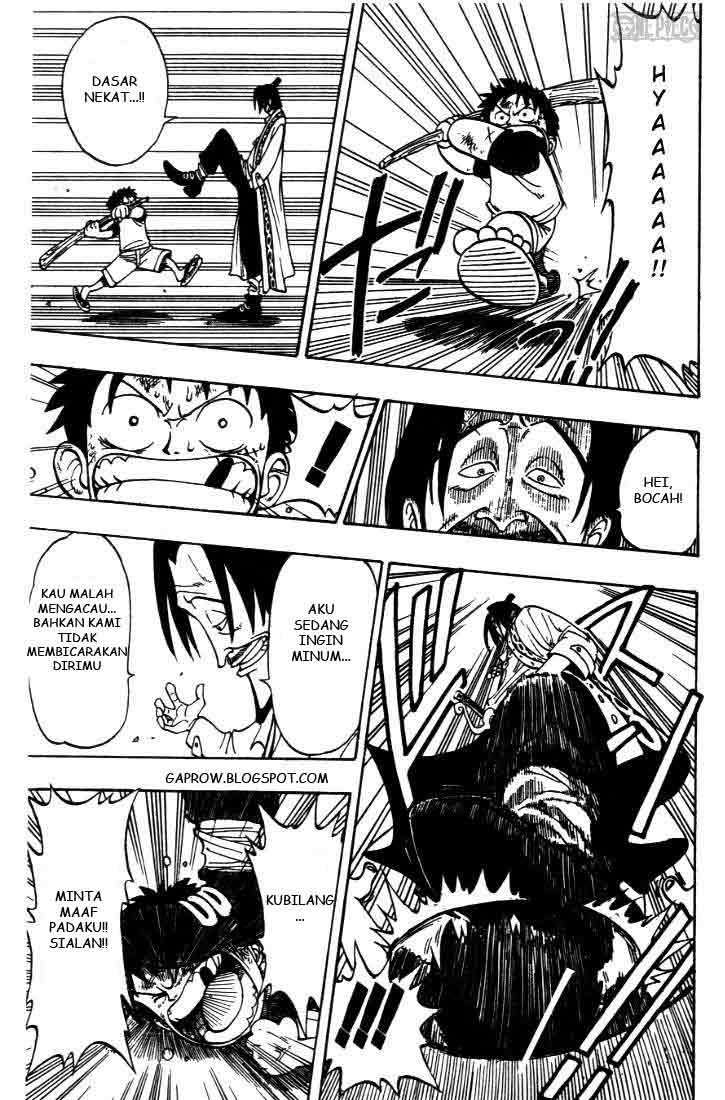 ONE PIECE
HYAAAAAAA!!
DASAR
NEKAT...!!
HEI,
BOCAH!
!!
AKU
SEDANG
INGIN
MINUM...
KAU MALAH
MENGACAU...
BAHKAN KAMI
TIDAK
MEMBICARAKAN
DIRIMU
!!!
GAPROW.BLOGSPOT.COM
KUBILANG
...
MINTA
MAAF
PADAKU!!
SIALAN!!